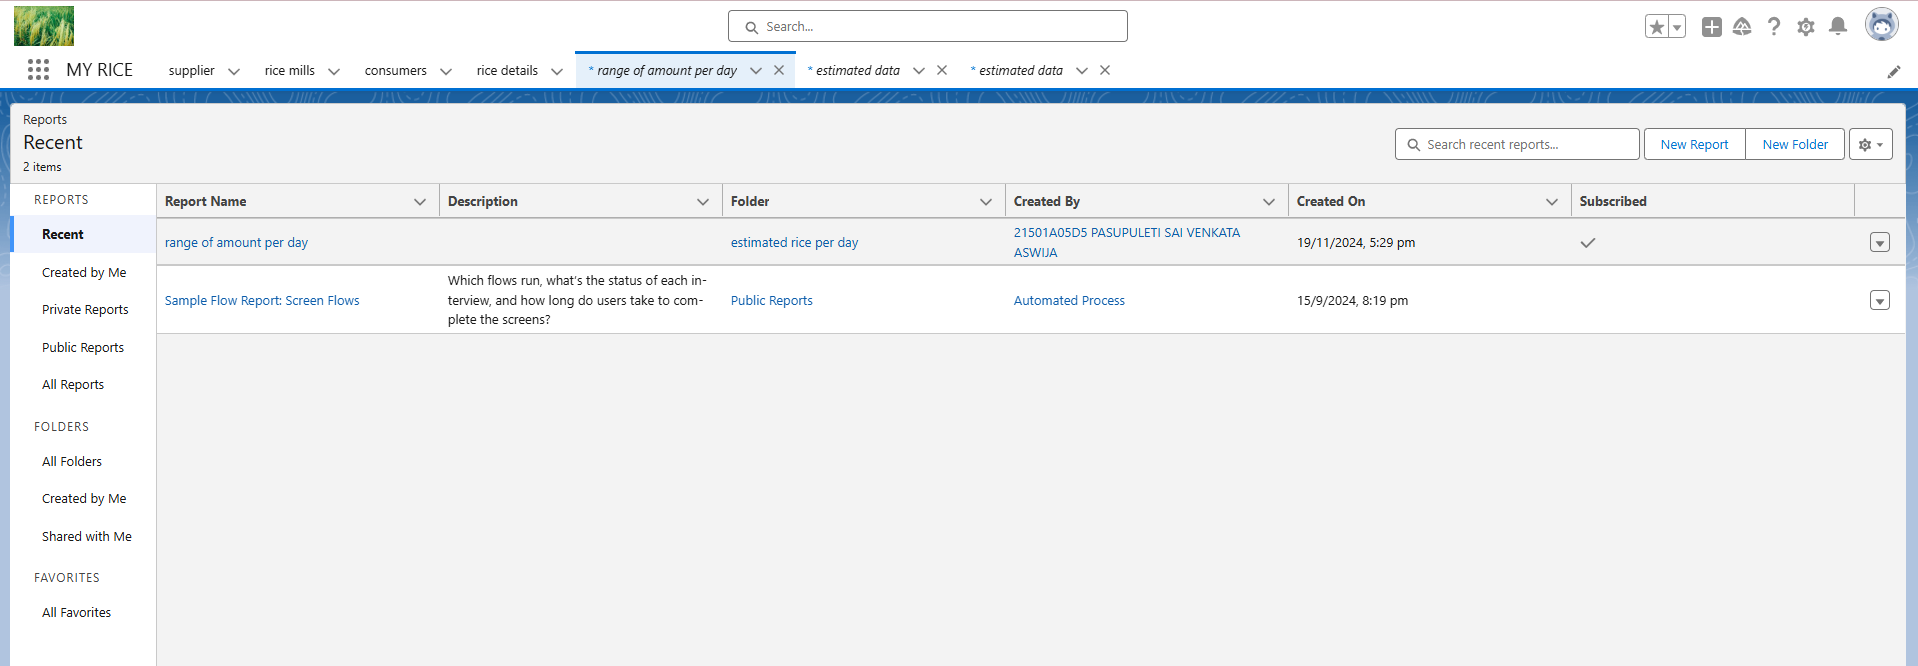 Search...
MY RICE
supplier
rice mills
consumers
rice details
* range of amount per day
* estimated data
* estimated data
Reports
Recent
2 items
Search recent reports...
New Report
New Folder
REPORTS
Recent
Created by Me
Private Reports
Public Reports
All Reports
FOLDERS
All Folders
Created by Me
Shared with Me
FAVORITES
All Favorites
Report Name
Description
Folder
Created By
Created On
Subscribed
range of amount per day
estimated rice per day
21501A05D5 PASUPULETI SAI VENKATA
ASWIJA
19/11/2024, 5:29 pm
Sample Flow Report: Screen Flows
Which flows run, what's the status of each in-
terview, and how long do users take to com-
plete the screens?
Public Reports
Automated Process
15/9/2024, 8:19 pm